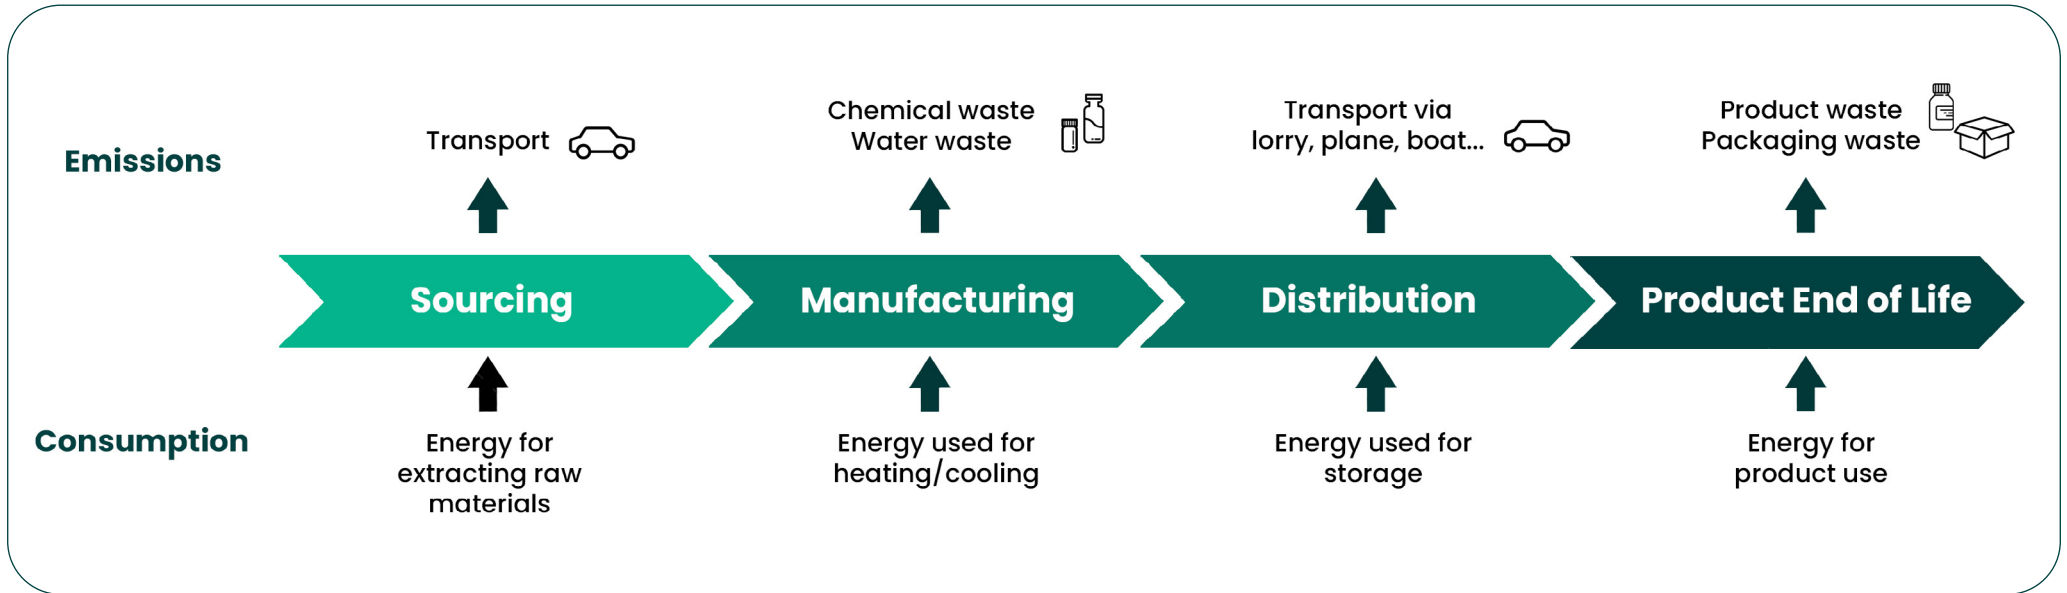 Emissions
Transport
Chemical waste
Water waste
Transport via
lorry, plane, boat...
Product waste
Packaging waste
Sourcing
Manufacturing
Distribution
Product End of Life
Consumption
Energy for
extracting raw
materials
Energy used for
heating/cooling
Energy used for
storage
Energy for
product use